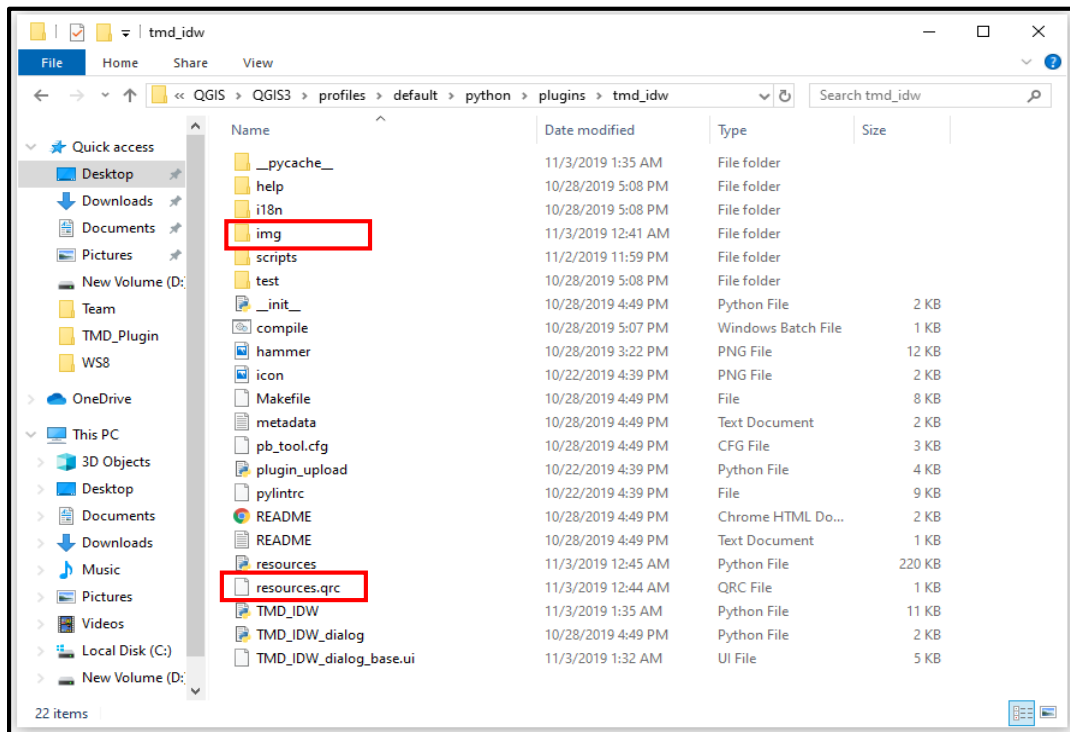 tmd_idw
File Home Share View
« QGIS > QGIS3 > profiles > default > python > plugins > tmd_idw Search tmd_idw
Name Date modified Type Size
Quick access
Desktop
Downloads
Documents
Pictures
New Volume (D:
Team
TMD_Plugin
WS8
OneDrive
This PC
3D Objects
Desktop
Documents
Downloads
Music
Pictures
Videos
Local Disk (C:)
New Volume (D:
__pycache__ 11/3/2019 1:35 AM File folder
help 10/28/2019 5:08 PM File folder
i18n 10/28/2019 5:08 PM File folder
img 11/3/2019 12:41 AM File folder
scripts 11/2/2019 11:59 PM File folder
test 10/28/2019 5:08 PM File folder
__init__ 10/28/2019 4:49 PM Python File 2 KB
compile 10/28/2019 5:07 PM Windows Batch File 1 KB
hammer 10/28/2019 3:22 PM PNG File 12 KB
icon 10/22/2019 4:39 PM PNG File 2 KB
Makefile 10/28/2019 4:49 PM File 8 KB
metadata 10/28/2019 4:49 PM Text Document 2 KB
pb_tool.cfg 10/28/2019 4:49 PM CFG File 3 KB
plugin_upload 10/22/2019 4:39 PM Python File 4 KB
pylintrc 10/22/2019 4:39 PM File 9 KB
README 10/28/2019 4:49 PM Chrome HTML Do... 2 KB
README 10/28/2019 4:49 PM Text Document 1 KB
resources 11/3/2019 12:45 AM Python File 220 KB
resources.qrc 11/3/2019 12:44 AM QRC File 1 KB
TMD_IDW 11/3/2019 1:35 AM Python File 11 KB
TMD_IDW_dialog 10/28/2019 4:49 PM Python File 2 KB
TMD_IDW_dialog_base.ui 11/3/2019 1:32 AM UI File 5 KB
22 items